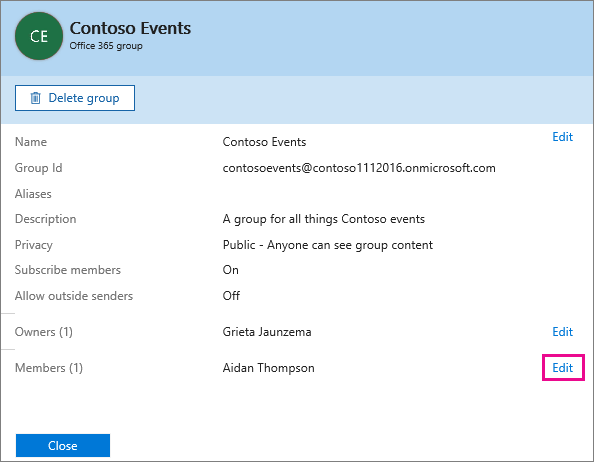 CE
Contoso Events
Office 365 group
Delete group
Name Contoso Events Edit
Group Id contosoevents@contoso1112016.onmicrosoft.com
Aliases
Description A group for all things Contoso events
Privacy Public - Anyone can see group content
Subscribe members On
Allow outside senders Off
Owners (1) Grieta Jaunzema Edit
Members (1) Aidan Thompson Edit
Close